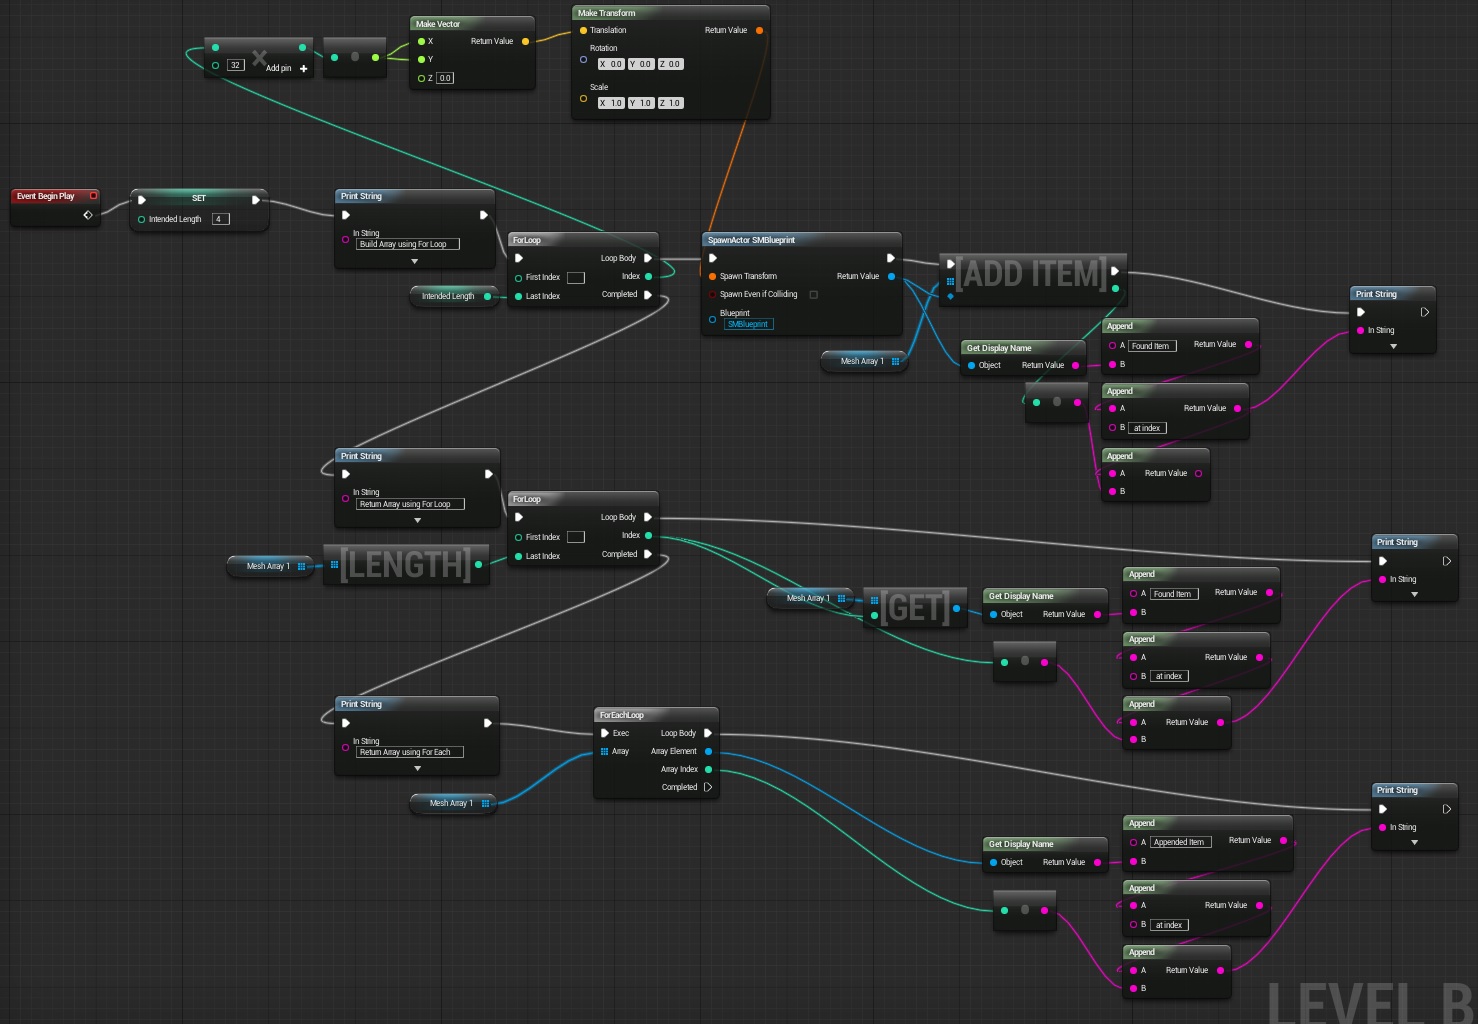 Make Vector
Make Transform
X
Return Value
Y
Z 0.0
Translation
Return Value
Rotation
X 0.0 Y 0.0 Z 0.0
Scale
X 1.0 Y 1.0 Z 1.0
32
Add pin
Event Begin Play
SET
Intended Length 4
Print String
In String
Build Array using For Loop
Intended Length
ForLoop
Loop Body
First Index
Index
Last Index
Completed
SpawnActor SMBlueprint
Spawn Transform
Return Value
Spawn Even if Colliding
Blueprint
SMBlueprint
[ADD ITEM]
Mesh Array 1
Get Display Name
Object
Return Value
Append
A Found Item
Return Value
B
Append
A
Return Value
B at index
Append
A
Return Value
B
Print String
In String
Print String
In String
Return Array using For Loop
Mesh Array 1
[LENGTH]
ForLoop
Loop Body
First Index
Index
Last Index
Completed
Mesh Array 1
[GET]
Get Display Name
Object
Return Value
Append
A Found Item
Return Value
B
Append
A
Return Value
B at index
Append
A
Return Value
B
Print String
In String
Print String
In String
Return Array using For Each
Mesh Array 1
ForEachLoop
Exec
Loop Body
Array
Array Element
Array Index
Completed
Get Display Name
Object
Return Value
Append
A Appended Item
Return Value
B
Append
A
Return Value
B at index
Append
A
Return Value
B
Print String
In String
LEVEL B